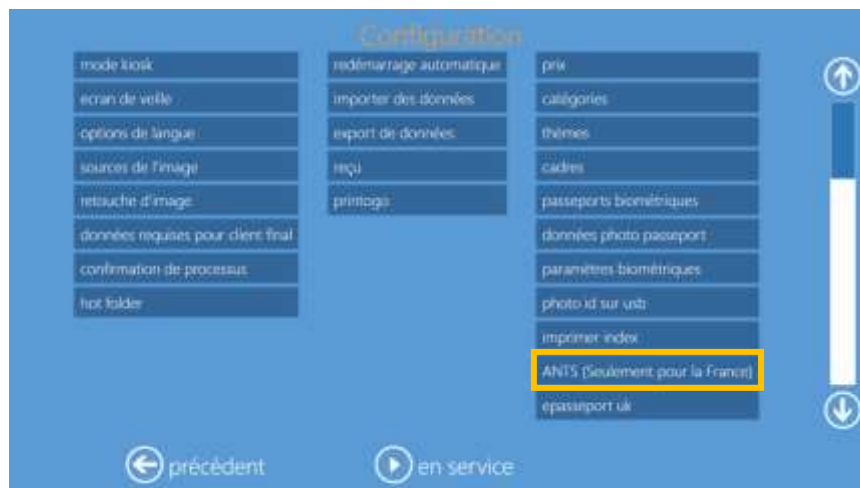 Configuration
mode kiosk
ecran de veille
options de langue
sources de l'image
retouche d'image
données requises pour client final
confirmation de processus
hot folder
redémarrage automatique
importer des données
export de données
reçu
printogo
prix
catégories
thèmes
cadres
passeports biométriques
données photo passeport
paramètres biométriques
photo id sur usb
imprimer index
ANTS (Seulement pour la France)
epasseport uk
précédent
en service